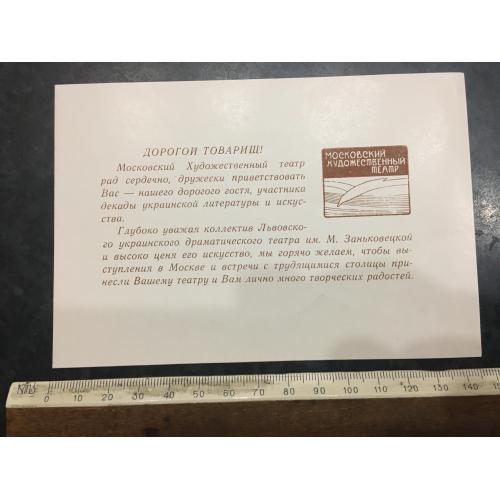 ДОРОГОЙ ТОВАРИЩ!
Московский Художественный театр
рад сердечно, дружески приветствовать
Вас — нашего дорогого гостя, участника
декады украинской литературы и искус-
ства.
Глубоко уважая коллектив Львовско-
го украинского драматического театра им. М. Заньковецкой
и высоко ценя его искусство, мы горячо желаем, чтобы вы-
ступления в Москве и встречи с трудящимися столицы при-
несли Вашему театру и Вам лично много творческих радостей.
МОСКОВСКИЙ
ХУДОЖЕСТВЕННЫЙ
ТЕАТР
0 10 20 30 40 50 60 70 80 90 100 110 120 130 140